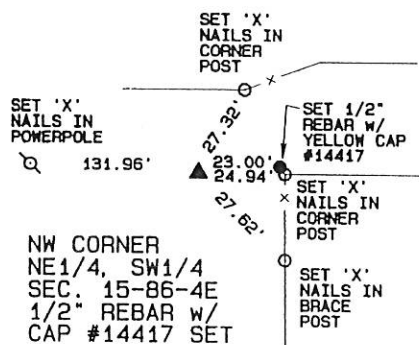 SET 'X'
NAILS IN
CORNER
POST
SET 'X'
NAILS IN
POWERPOLE
SET 1/2"
REBAR W/
YELLOW CAP
#14417
27.32'
131.96'
23.00'
24.94'
27.62'
SET 'X'
NAILS IN
CORNER
POST
NW CORNER
NE1/4, SW1/4
SEC. 15-86-4E
1/2" REBAR W/
CAP #14417 SET
SET 'X'
NAILS IN
BRACE
POST